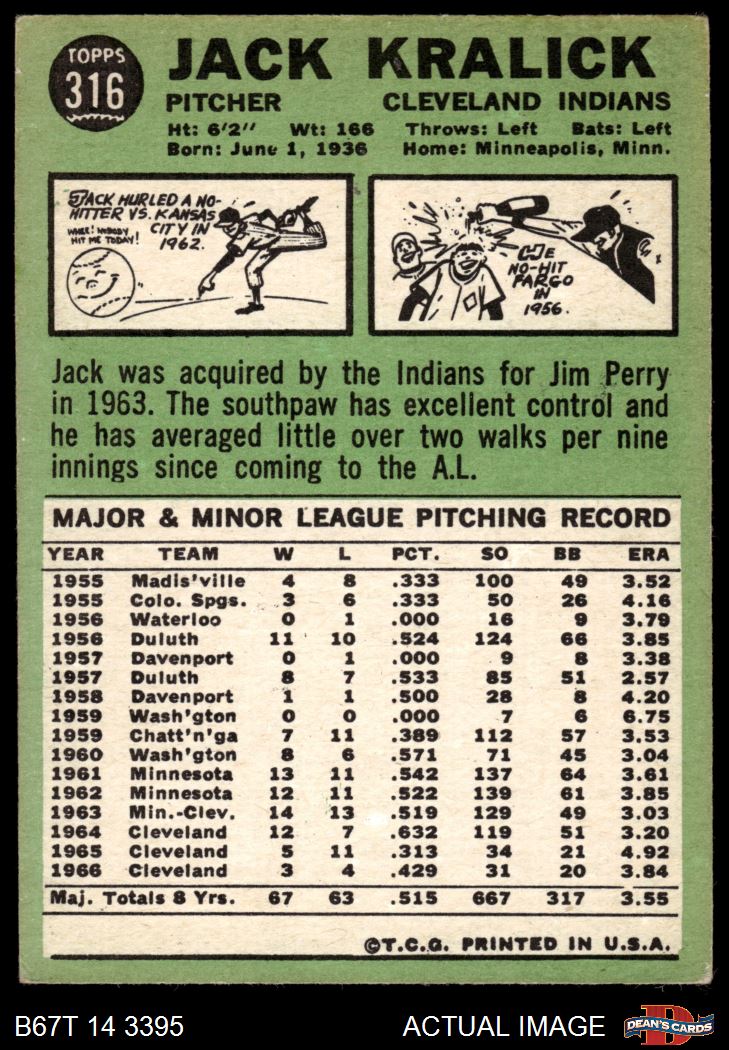 TOPPS
316
JACK KRALICK
PITCHER CLEVELAND INDIANS
Ht: 6'2" Wt: 166 Throws: Left Bats: Left
Born: June 1, 1936 Home: Minneapolis, Minn.
JACK HURLED A NO-
HITTER VS. KANSAS
CITY IN
1962.
WHEE! NOBODY
HIT ME TODAY!
HE
NO-HIT
FARGO
IN
1956.
Jack was acquired by the Indians for Jim Perry
in 1963. The southpaw has excellent control and
he has averaged little over two walks per nine
innings since coming to the A.L.
MAJOR & MINOR LEAGUE PITCHING RECORD
YEAR TEAM W L PCT. SO BB ERA
1955 Madis'ville 4 8 .333 100 49 3.52
1955 Colo. Spgs. 3 6 .333 50 26 4.16
1956 Waterloo 0 1 .000 16 9 3.79
1956 Duluth 11 10 .524 124 66 3.85
1957 Davenport 0 1 .000 9 8 3.38
1957 Duluth 8 7 .533 85 51 2.57
1958 Davenport 1 1 .500 28 8 4.20
1959 Wash'gton 0 0 .000 7 6 6.75
1959 Chatt'n'ga 7 11 .389 112 57 3.53
1960 Wash'gton 8 6 .571 71 45 3.04
1961 Minnesota 13 11 .542 137 64 3.61
1962 Minnesota 12 11 .522 139 61 3.85
1963 Min.-Clev. 14 13 .519 129 49 3.03
1964 Cleveland 12 7 .632 119 51 3.20
1965 Cleveland 5 11 .313 34 21 4.92
1966 Cleveland 3 4 .429 31 20 3.84
Maj. Totals 8 Yrs. 67 63 .515 667 317 3.55
©T.C.G. PRINTED IN U.S.A.
B67T 14 3395 ACTUAL IMAGE
DEAN'S CARDS